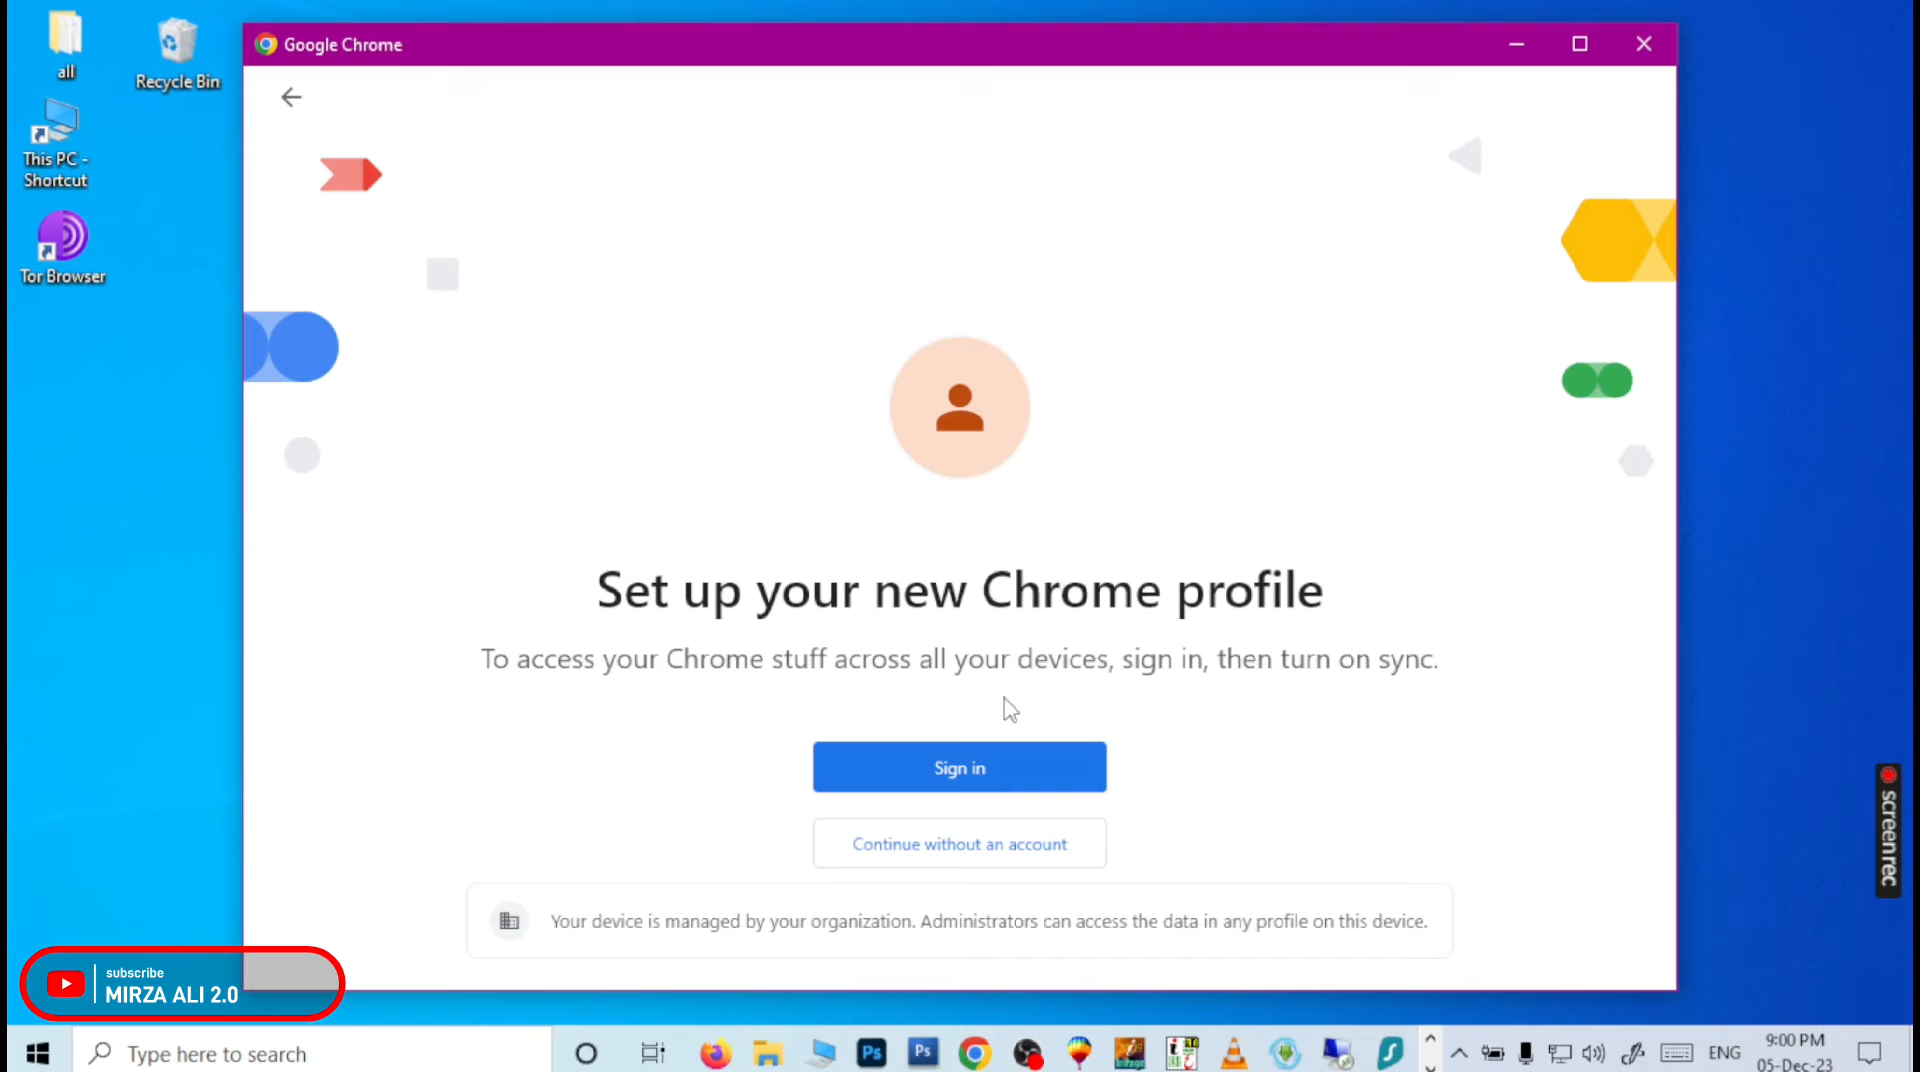 all
Recycle Bin
This PC -
Shortcut
Tor Browser
Google Chrome
Set up your new Chrome profile
To access your Chrome stuff across all your devices, sign in, then turn on sync.
Sign in
Continue without an account
Your device is managed by your organization. Administrators can access the data in any profile on this device.
screenrec
subscribe
MIRZA ALI 2.0
Type here to search
Ps
Ps
ENG
9:00 PM
05-Dec-23